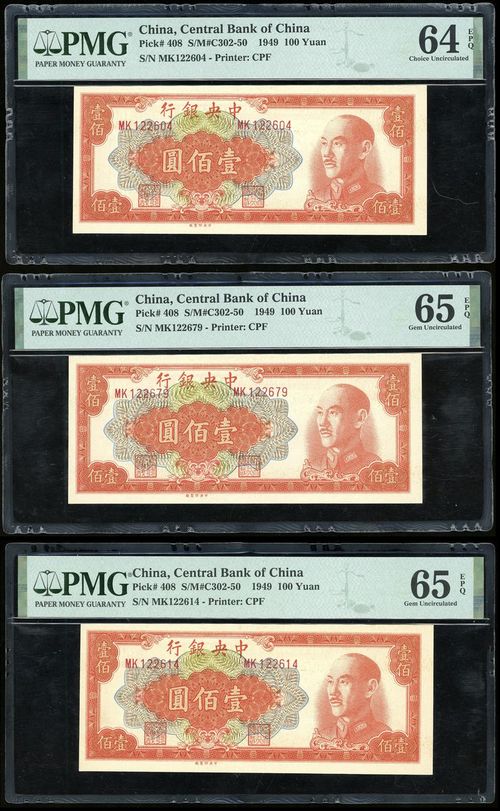 PMG
PAPER MONEY GUARANTY
China, Central Bank of China
Pick# 408 S/M#C302-50 1949 100 Yuan
S/N MK122604 - Printer: CPF
64 EPQ
Choice Uncirculated
壹佰
行銀央中
MK122604 MK122604
圓佰壹
佰壹 佰壹
PMG
PAPER MONEY GUARANTY
China, Central Bank of China
Pick# 408 S/M#C302-50 1949 100 Yuan
S/N MK122679 - Printer: CPF
65 EPQ
Gem Uncirculated
壹佰
行銀央中
MK122679 MK122679
圓佰壹
佰壹 佰壹
PMG
PAPER MONEY GUARANTY
China, Central Bank of China
Pick# 408 S/M#C302-50 1949 100 Yuan
S/N MK122614 - Printer: CPF
65 EPQ
Gem Uncirculated
壹佰
行銀央中
MK122614 MK122614
圓佰壹
佰壹 佰壹